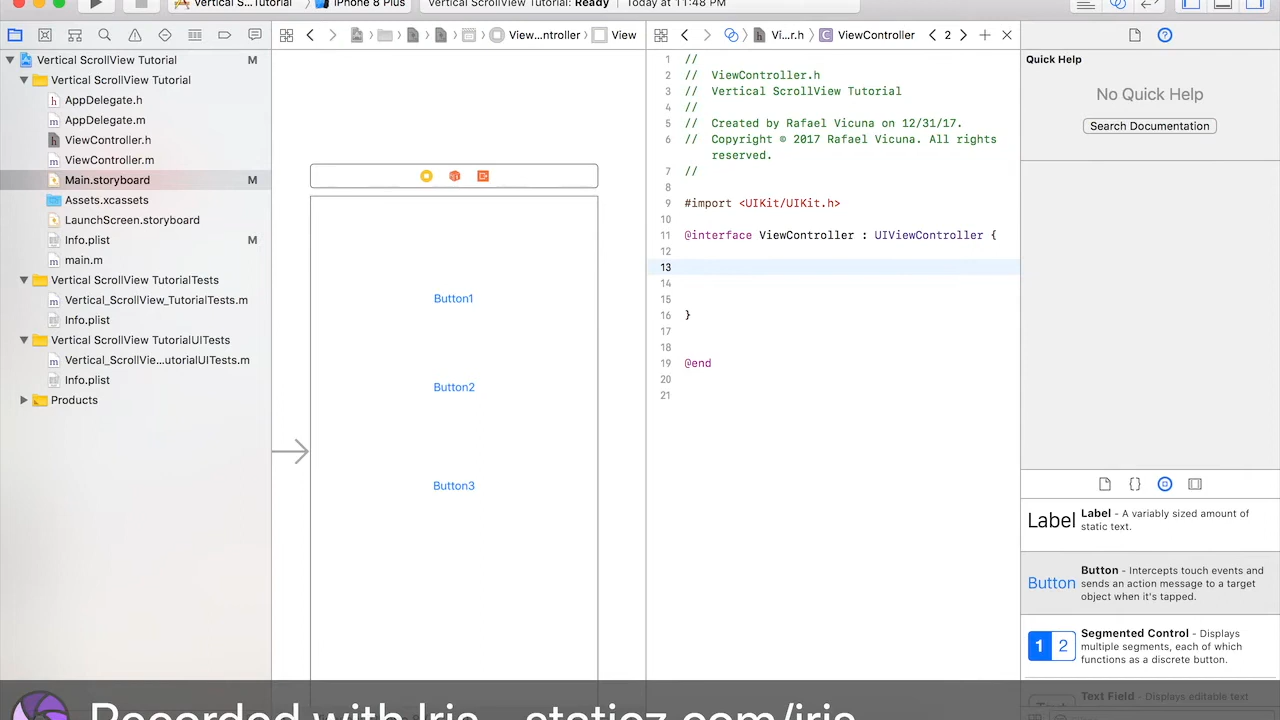 Vertical S...Tutorial
iPhone 8 Plus
Vertical ScrollView Tutorial: Ready
Today at 11:48 PM
View...ntroller
View
Vi...r.h
ViewController
2
Vertical ScrollView Tutorial M
Vertical ScrollView Tutorial
AppDelegate.h
AppDelegate.m
ViewController.h
ViewController.m
Main.storyboard M
Assets.xcassets
LaunchScreen.storyboard
Info.plist M
main.m
Vertical ScrollView TutorialTests
Vertical_ScrollView_TutorialTests.m
Info.plist
Vertical ScrollView TutorialUITests
Vertical_ScrollVie...utorialUITests.m
Info.plist
Products
Button1
Button2
Button3
1 //
2 // ViewController.h
3 // Vertical ScrollView Tutorial
4 //
5 // Created by Rafael Vicuna on 12/31/17.
6 // Copyright © 2017 Rafael Vicuna. All rights
reserved.
7 //
8
9 #import <UIKit/UIKit.h>
10
11 @interface ViewController : UIViewController {
12
13
14
15
16 }
17
18
19 @end
20
21
Quick Help
No Quick Help
Search Documentation
Label
Label - A variably sized amount of
static text.
Button
Button - Intercepts touch events and
sends an action message to a target
object when it's tapped.
1 2
Segmented Control - Displays
multiple segments, each of which
functions as a discrete button.
Text Field - Displays editable text
Recorded with Iris - staticz.com/iris